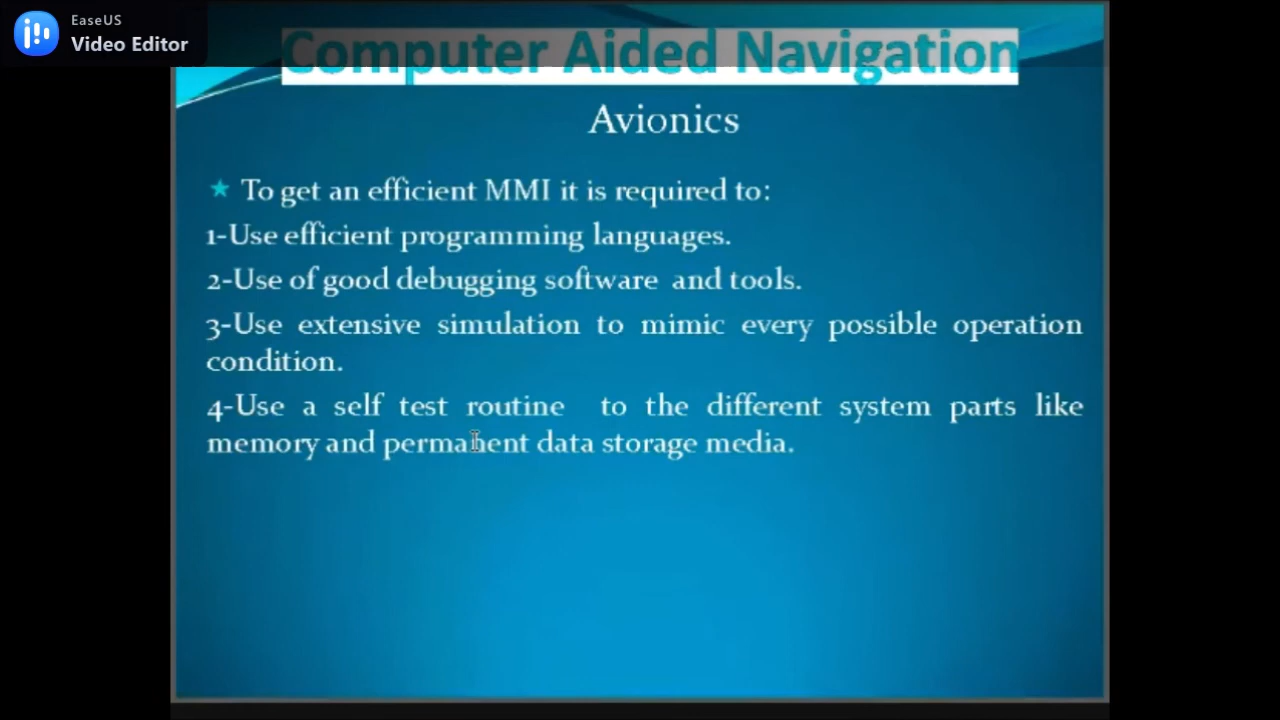 EaseUS
Video Editor
Computer Aided Navigation
Avionics
To get an efficient MMI it is required to:
1-Use efficient programming languages.
2-Use of good debugging software and tools.
3-Use extensive simulation to mimic every possible operation
condition.
4-Use a self test routine to the different system parts like
memory and permanent data storage media.